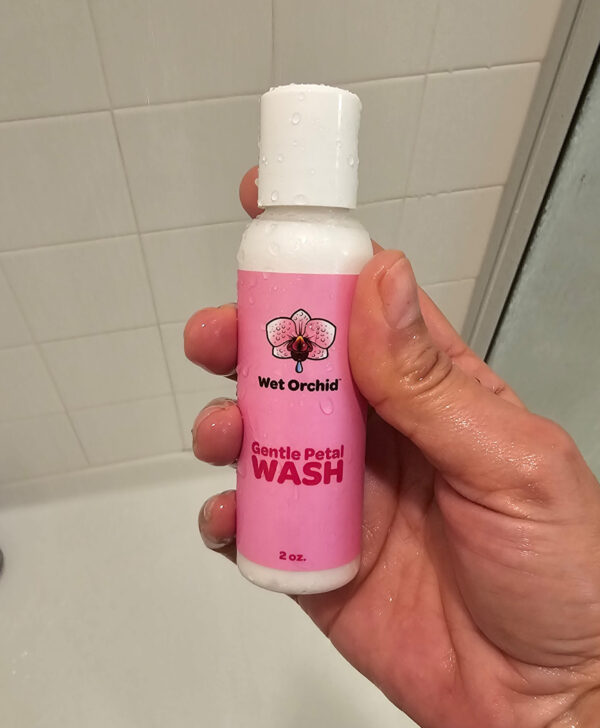 Wet Orchid™
Gentle Petal
WASH
2 oz.